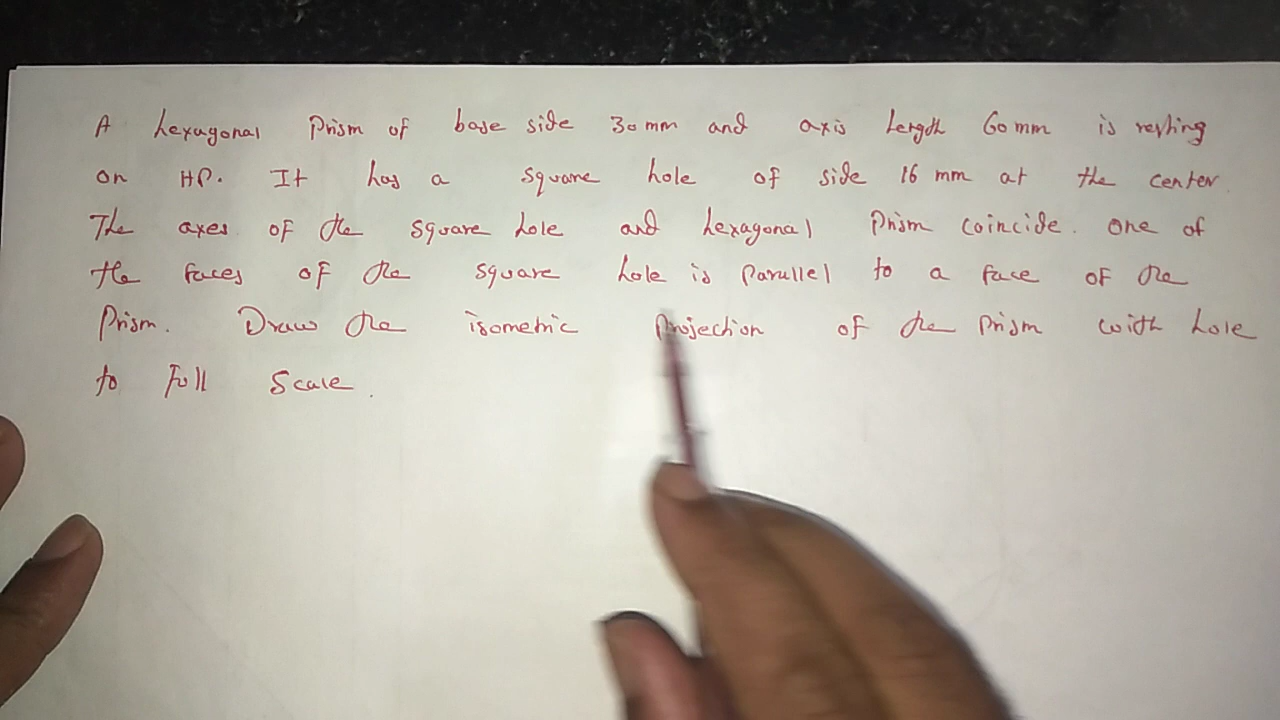 A hexagonal Prism of base side 30 mm and axis length 60 mm is resting
on HP. It has a square hole of side 16 mm at the center.
The axes of the square hole and hexagonal Prism coincide. One of
the faces of the square hole is Parallel to a face of the
Prism. Draw the isometric Projection of the Prism with hole
to Full Scale.